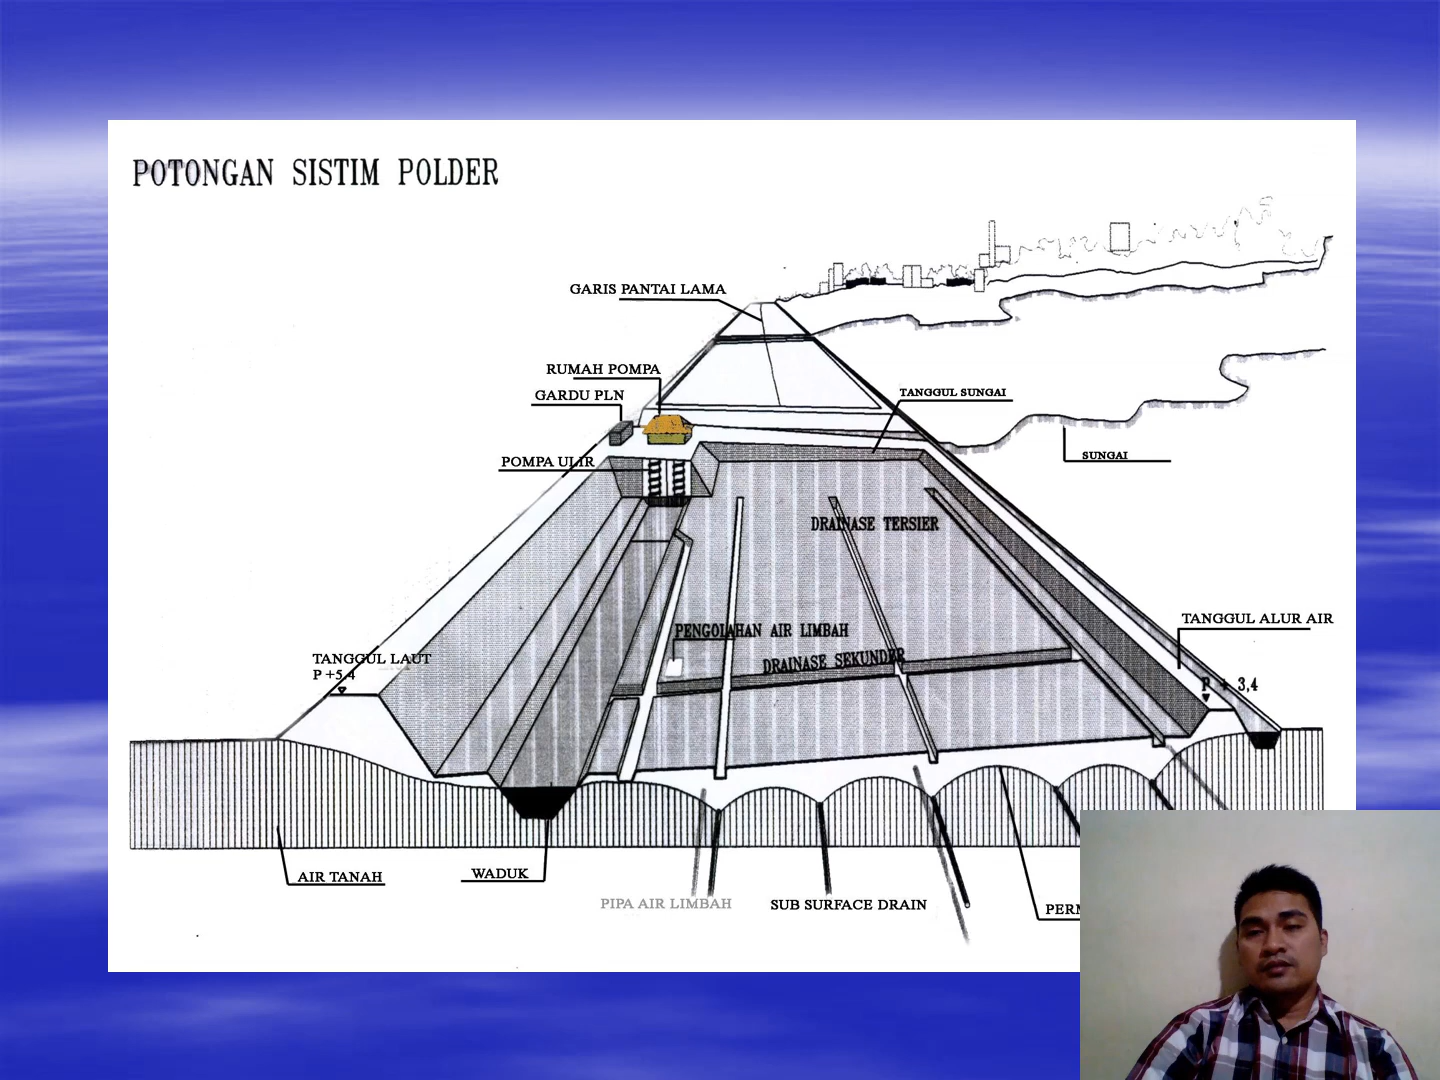 POTONGAN SISTIM POLDER
GARIS PANTAI LAMA
RUMAH POMPA
GARDU PLN
TANGGUL SUNGAI
POMPA ULIR
SUNGAI
DRAINASE TERSIER
TANGGUL ALUR AIR
PENGOLAHAN AIR LIMBAH
TANGGUL LAUT
P +5,4
DRAINASE SEKUNDER
P + 3,4
AIR TANAH
WADUK
PIPA AIR LIMBAH
SUB SURFACE DRAIN